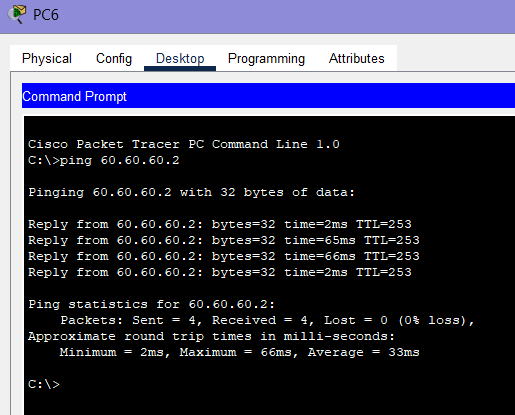 PC6
Physical Config Desktop Programming Attributes
Command Prompt
Cisco Packet Tracer PC Command Line 1.0
C:\>ping 60.60.60.2
Pinging 60.60.60.2 with 32 bytes of data:
Reply from 60.60.60.2: bytes=32 time=2ms TTL=253
Reply from 60.60.60.2: bytes=32 time=65ms TTL=253
Reply from 60.60.60.2: bytes=32 time=66ms TTL=253
Reply from 60.60.60.2: bytes=32 time=2ms TTL=253
Ping statistics for 60.60.60.2:
Packets: Sent = 4, Received = 4, Lost = 0 (0% loss),
Approximate round trip times in milli-seconds:
Minimum = 2ms, Maximum = 66ms, Average = 33ms
C:\>